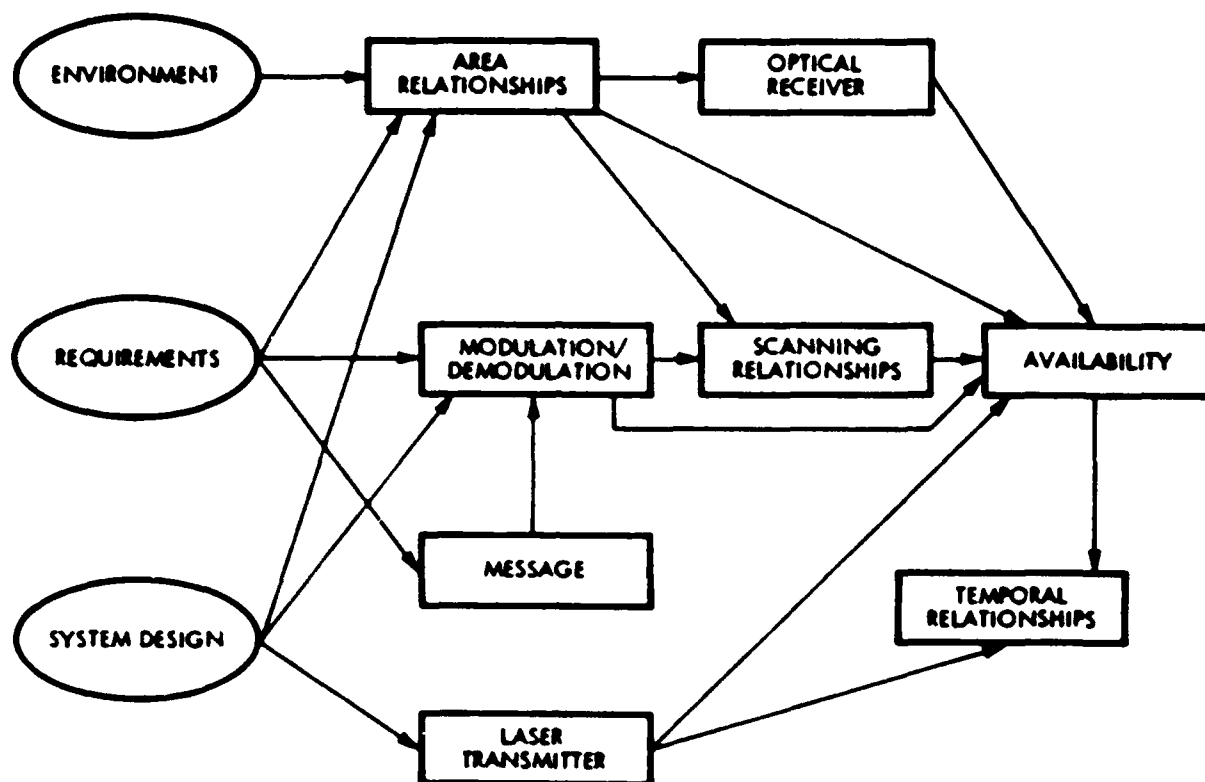 ENVIRONMENT
AREA
RELATIONSHIPS
OPTICAL
RECEIVER
REQUIREMENTS
MODULATION/
DEMODULATION
SCANNING
RELATIONSHIPS
AVAILABILITY
MESSAGE
TEMPORAL
RELATIONSHIPS
SYSTEM DESIGN
LASER
TRANSMITTER